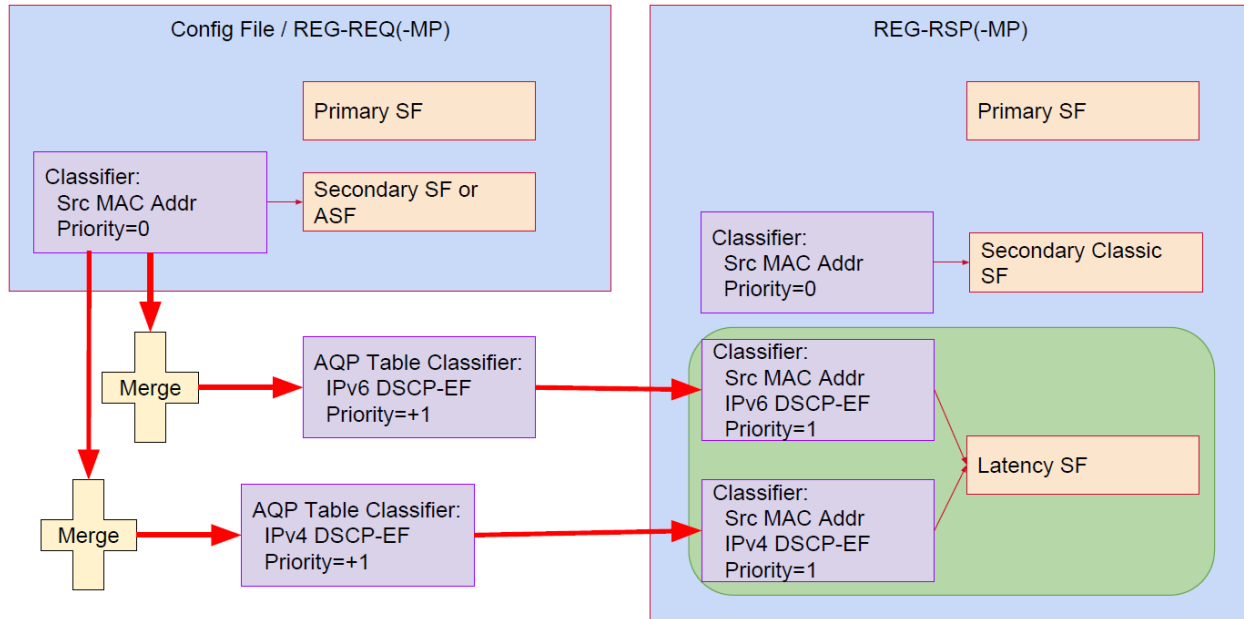 Config File / REG-REQ(-MP)
Primary SF
Classifier:
Src MAC Addr
Priority=0
Secondary SF or
ASF
Merge
AQP Table Classifier:
IPv6 DSCP-EF
Priority=+1
Merge
AQP Table Classifier:
IPv4 DSCP-EF
Priority=+1
REG-RSP(-MP)
Primary SF
Classifier:
Src MAC Addr
Priority=0
Secondary Classic
SF
Classifier:
Src MAC Addr
IPv6 DSCP-EF
Priority=1
Latency SF
Classifier:
Src MAC Addr
IPv4 DSCP-EF
Priority=1